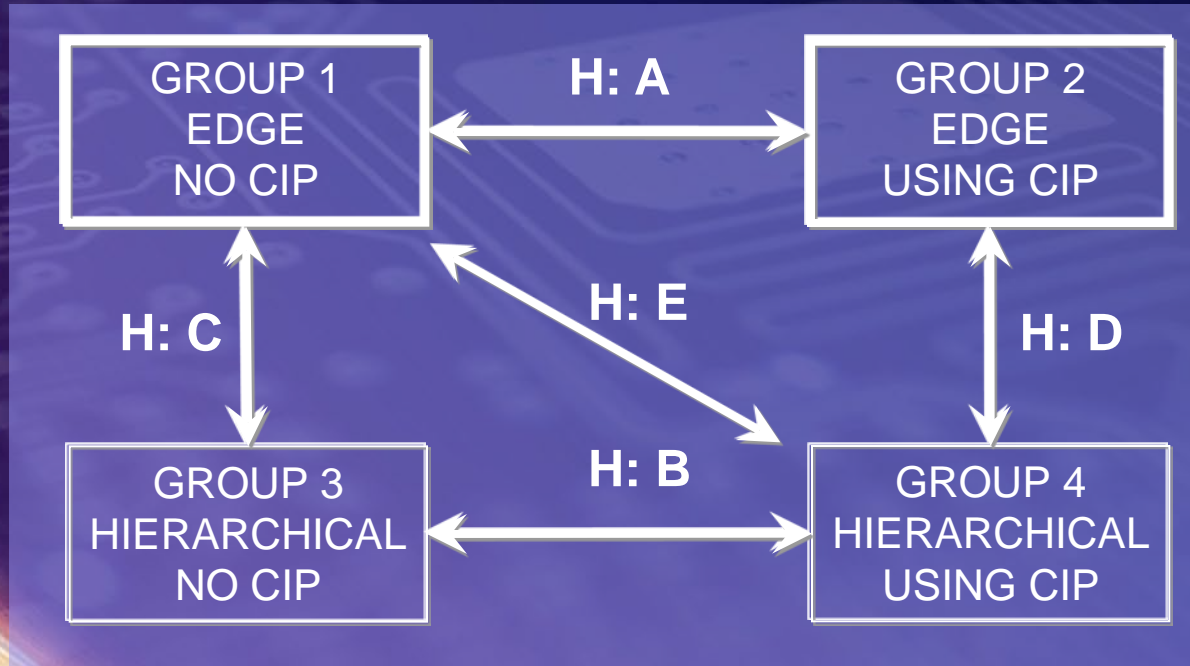 GROUP 1
EDGE
NO CIP
H: A
GROUP 2
EDGE
USING CIP
H: C
H: E
H: D
GROUP 3
HIERARCHICAL
NO CIP
H: B
GROUP 4
HIERARCHICAL
USING CIP